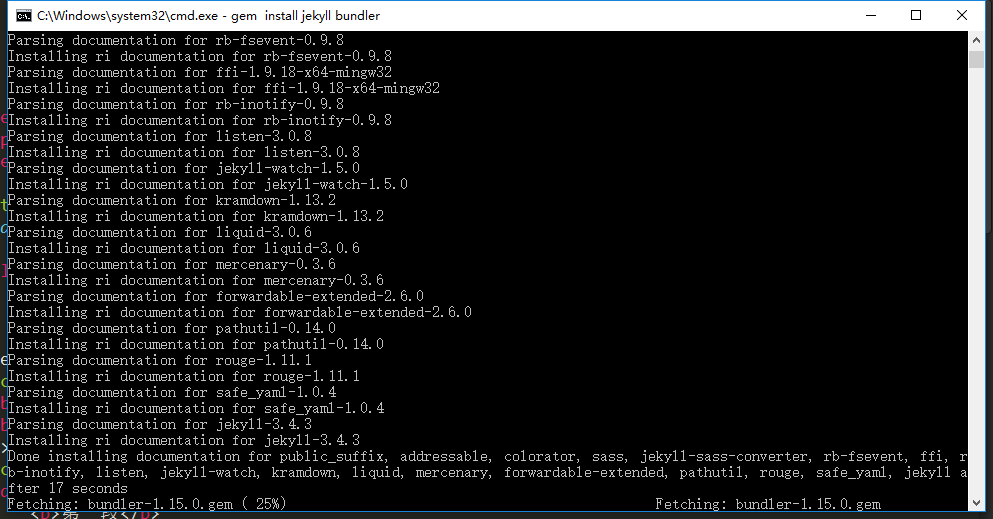 C:\Windows\system32\cmd.exe - gem  install jekyll bundler
Parsing documentation for rb-fsevent-0.9.8
Installing ri documentation for rb-fsevent-0.9.8
Parsing documentation for ffi-1.9.18-x64-mingw32
Installing ri documentation for ffi-1.9.18-x64-mingw32
Parsing documentation for rb-inotify-0.9.8
Installing ri documentation for rb-inotify-0.9.8
Parsing documentation for listen-3.0.8
Installing ri documentation for listen-3.0.8
Parsing documentation for jekyll-watch-1.5.0
Installing ri documentation for jekyll-watch-1.5.0
Parsing documentation for kramdown-1.13.2
Installing ri documentation for kramdown-1.13.2
Parsing documentation for liquid-3.0.6
Installing ri documentation for liquid-3.0.6
Parsing documentation for mercenary-0.3.6
Installing ri documentation for mercenary-0.3.6
Parsing documentation for forwardable-extended-2.6.0
Installing ri documentation for forwardable-extended-2.6.0
Parsing documentation for pathutil-0.14.0
Installing ri documentation for pathutil-0.14.0
Parsing documentation for rouge-1.11.1
Installing ri documentation for rouge-1.11.1
Parsing documentation for safe_yaml-1.0.4
Installing ri documentation for safe_yaml-1.0.4
Parsing documentation for jekyll-3.4.3
Installing ri documentation for jekyll-3.4.3
Done installing documentation for public_suffix, addressable, colorator, sass, jekyll-sass-converter, rb-fsevent, ffi, r
b-inotify, listen, jekyll-watch, kramdown, liquid, mercenary, forwardable-extended, pathutil, rouge, safe_yaml, jekyll a
fter 17 seconds
Fetching: bundler-1.15.0.gem ( 25%) Fetching: bundler-1.15.0.gem